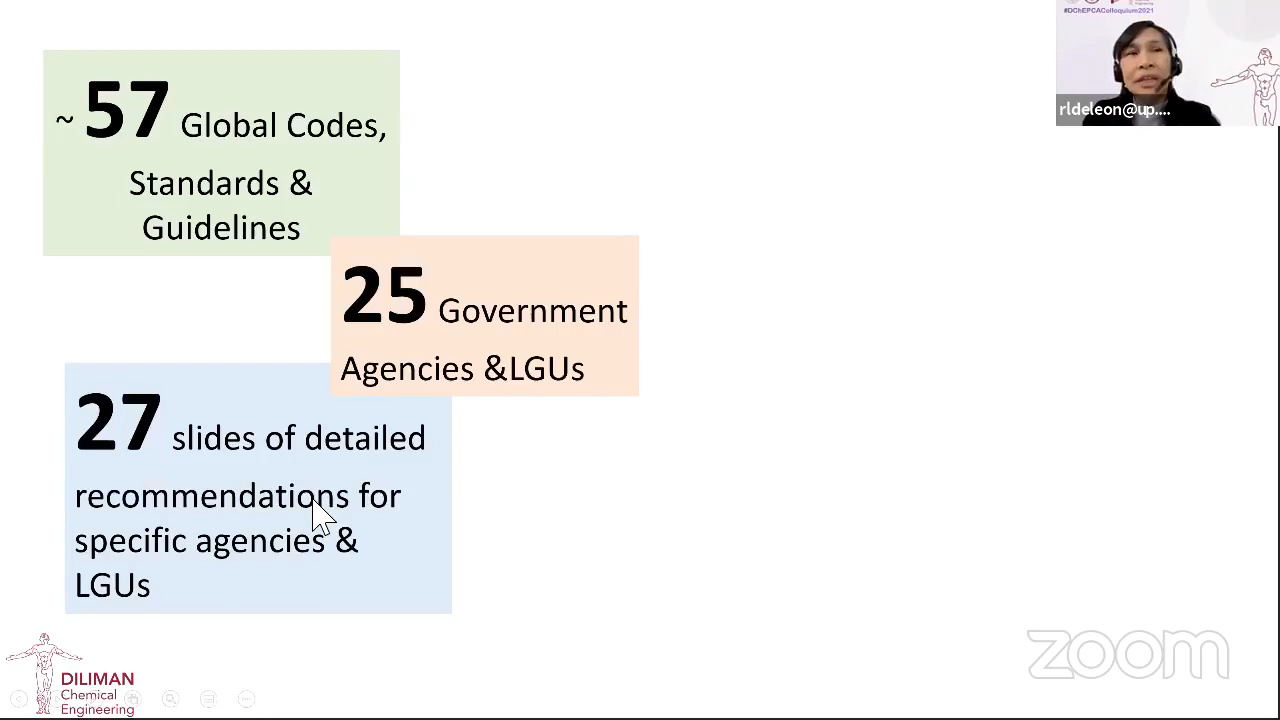 #DChEPCAColloquium2021
rldeleon@up....
~ 57 Global Codes,
Standards &
Guidelines
25 Government
Agencies &LGUs
27 slides of detailed
recommendations for
specific agencies &
LGUs
DILIMAN
Chemical
Engineering
zoom